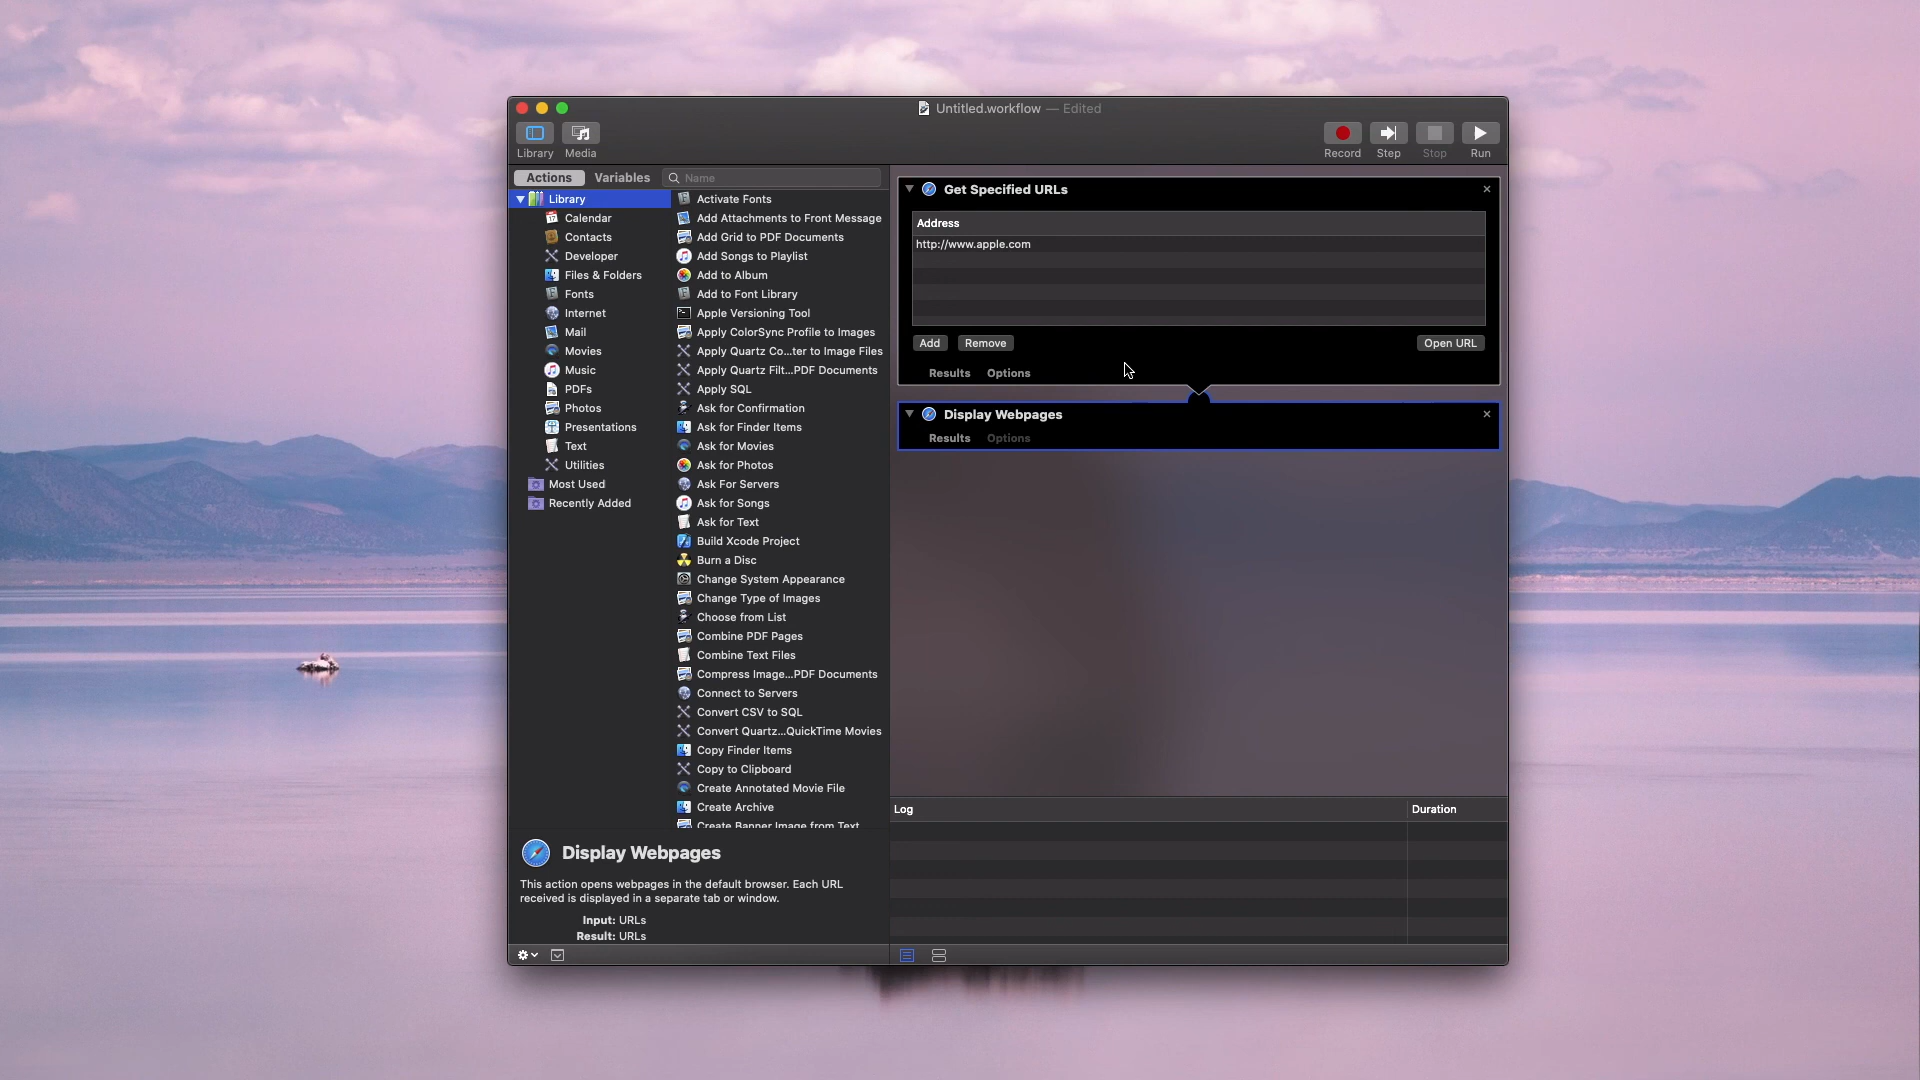 Untitled.workflow — Edited
Library
Media
Record
Step
Stop
Run
Actions
Variables
Name
Library
Calendar
Contacts
Developer
Files & Folders
Fonts
Internet
Mail
Movies
Music
PDFs
Photos
Presentations
Text
Utilities
Most Used
Recently Added
Activate Fonts
Add Attachments to Front Message
Add Grid to PDF Documents
Add Songs to Playlist
Add to Album
Add to Font Library
Apple Versioning Tool
Apply ColorSync Profile to Images
Apply Quartz Co...ter to Image Files
Apply Quartz Filt...PDF Documents
Apply SQL
Ask for Confirmation
Ask for Finder Items
Ask for Movies
Ask for Photos
Ask For Servers
Ask for Songs
Ask for Text
Build Xcode Project
Burn a Disc
Change System Appearance
Change Type of Images
Choose from List
Combine PDF Pages
Combine Text Files
Compress Image...PDF Documents
Connect to Servers
Convert CSV to SQL
Convert Quartz...QuickTime Movies
Copy Finder Items
Copy to Clipboard
Create Annotated Movie File
Create Archive
Create Banner Image from Text
Display Webpages
This action opens webpages in the default browser. Each URL
received is displayed in a separate tab or window.
Input: URLs
Result: URLs
Get Specified URLs
Address
http://www.apple.com
Add
Remove
Open URL
Results
Options
Display Webpages
Results
Options
Log
Duration